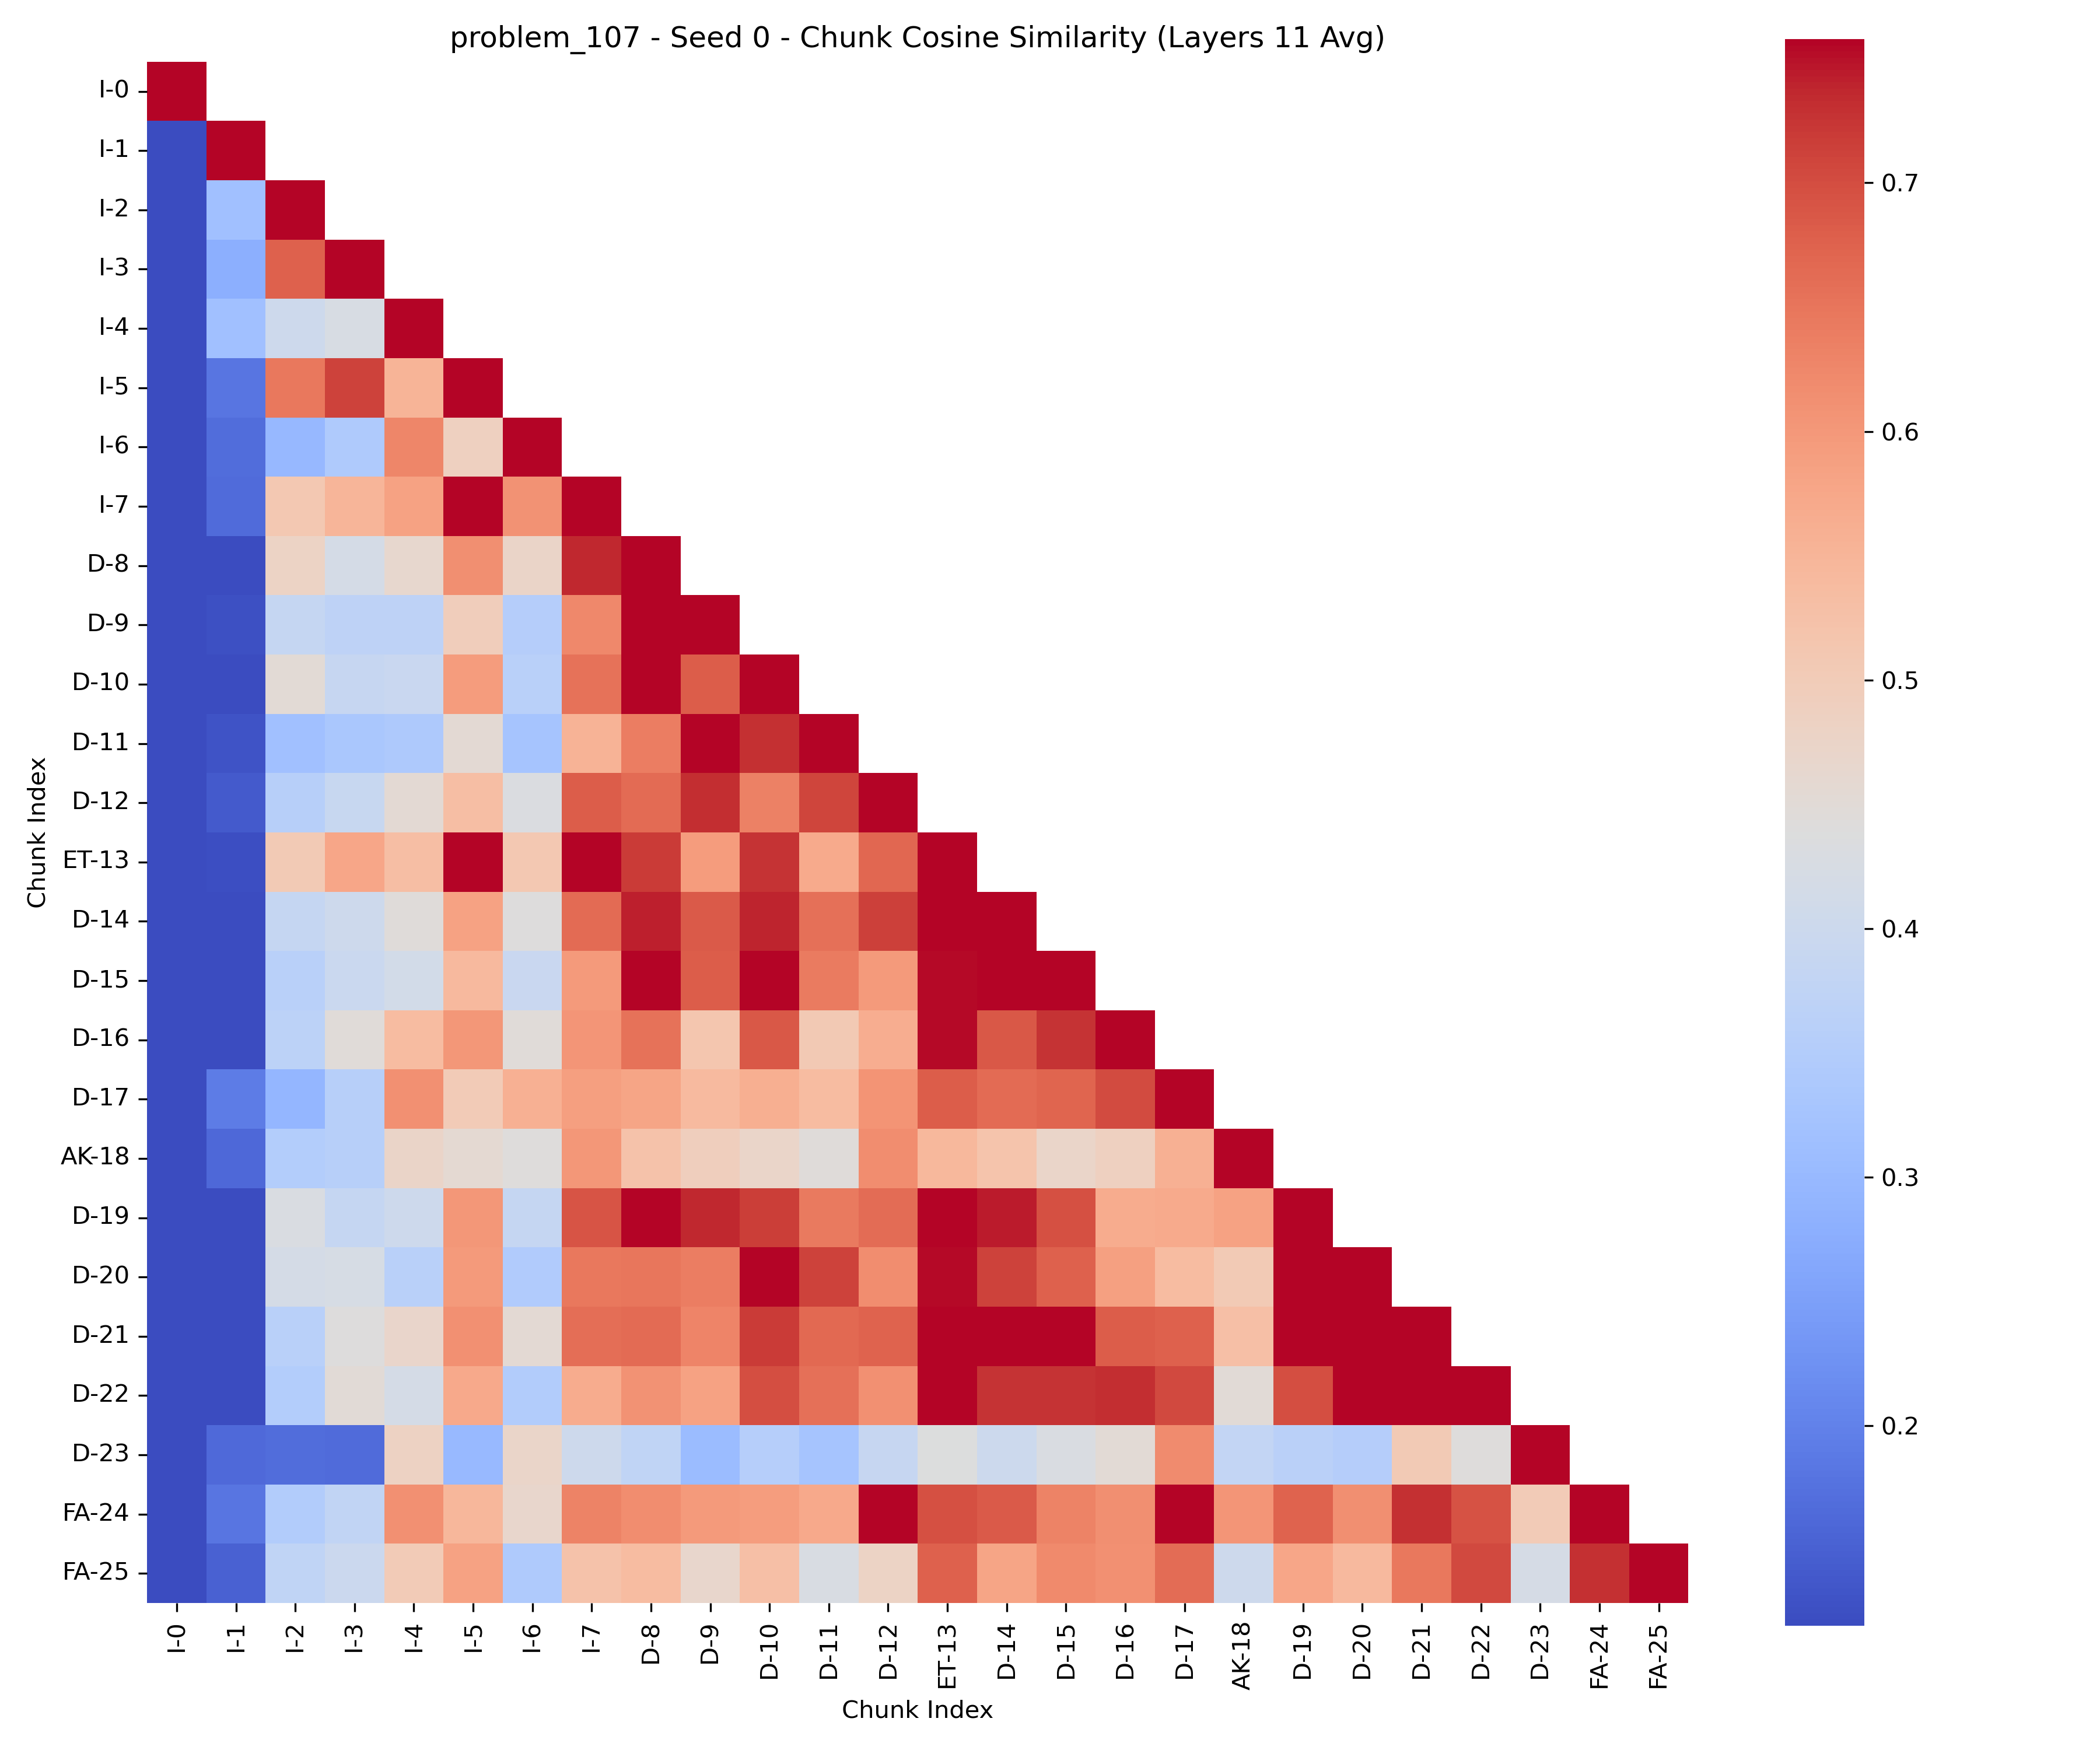 problem_107 - Seed 0 - Chunk Cosine Similarity (Layers 11 Avg)
Chunk Index
I-0
I-1
I-2
I-3
I-4
I-5
I-6
I-7
D-8
D-9
D-10
D-11
D-12
ET-13
D-14
D-15
D-16
D-17
AK-18
D-19
D-20
D-21
D-22
D-23
FA-24
FA-25
I-0
I-1
I-2
I-3
I-4
I-5
I-6
I-7
D-8
D-9
D-10
D-11
D-12
ET-13
D-14
D-15
D-16
D-17
AK-18
D-19
D-20
D-21
D-22
D-23
FA-24
FA-25
Chunk Index
0.7
0.6
0.5
0.4
0.3
0.2